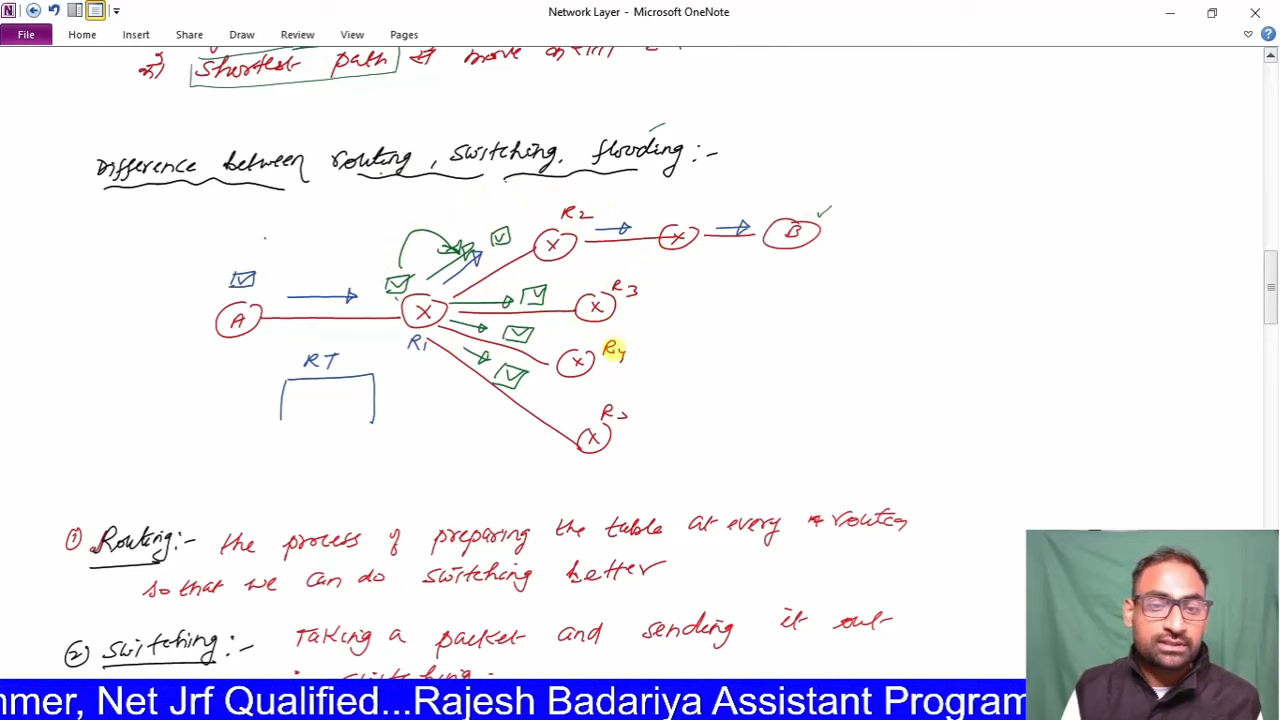 Network Layer - Microsoft OneNote
File Home Insert Share Draw Review View Pages
shortest path move
Difference between routing, switching, flooding:-
R2
B
R3
A
R1
R4
RT
① Routing:- the process of preparing the table at every router
so that we can do switching better
② switching:- Taking a packet and sending it out
is switching.
mmer, Net Jrf Qualified...Rajesh Badariya Assistant Program